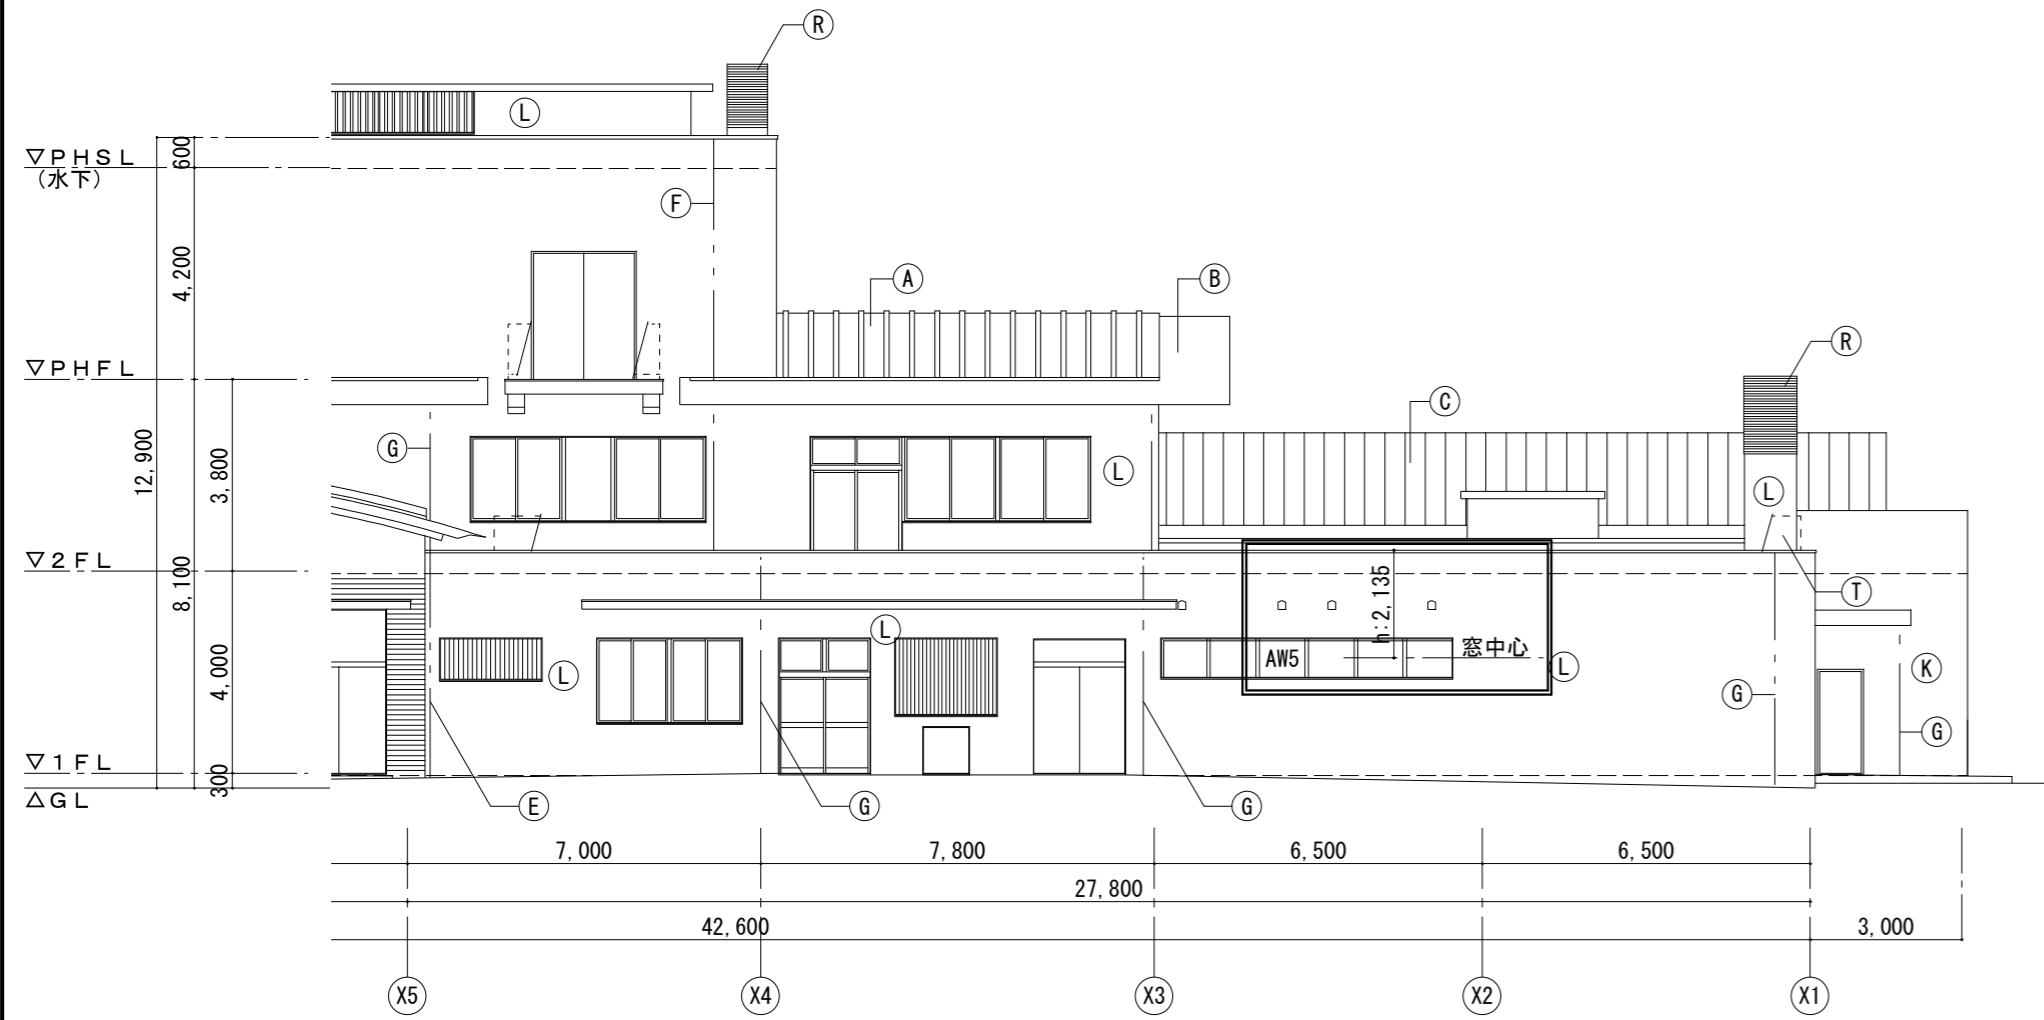 R
L
▽PHSL
(水下)
600
F
4,200
A
B
R
▽PHFL
C
G
12,900
3,800
L
L
▽2FL
8,100
h:2,135
T
L
窓中心
AW5
L
L
K
4,000
G
G
▽1FL
300
△GL
E
G
G
7,000
7,800
6,500
6,500
27,800
42,600
3,000
X5
X4
X3
X2
X1